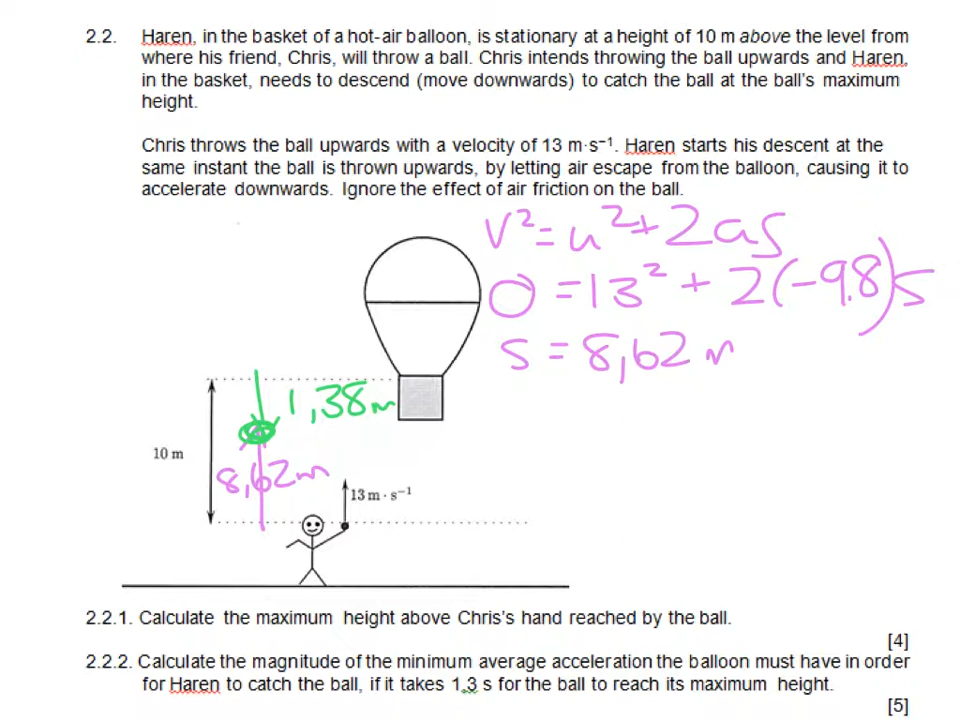 2.2. Haren, in the basket of a hot-air balloon, is stationary at a height of 10 m above the level from
where his friend, Chris, will throw a ball. Chris intends throwing the ball upwards and Haren,
in the basket, needs to descend (move downwards) to catch the ball at the ball's maximum
height.
Chris throws the ball upwards with a velocity of 13 m·s⁻¹. Haren starts his descent at the
same instant the ball is thrown upwards, by letting air escape from the balloon, causing it to
accelerate downwards. Ignore the effect of air friction on the ball.
v² = u² + 2as
0 = 13² + 2(-9.8)s
s = 8,62 m
1,38m
10 m
8,62m
13 m · s⁻¹
2.2.1. Calculate the maximum height above Chris's hand reached by the ball.
[4]
2.2.2. Calculate the magnitude of the minimum average acceleration the balloon must have in order
for Haren to catch the ball, if it takes 1,3 s for the ball to reach its maximum height.
[5]